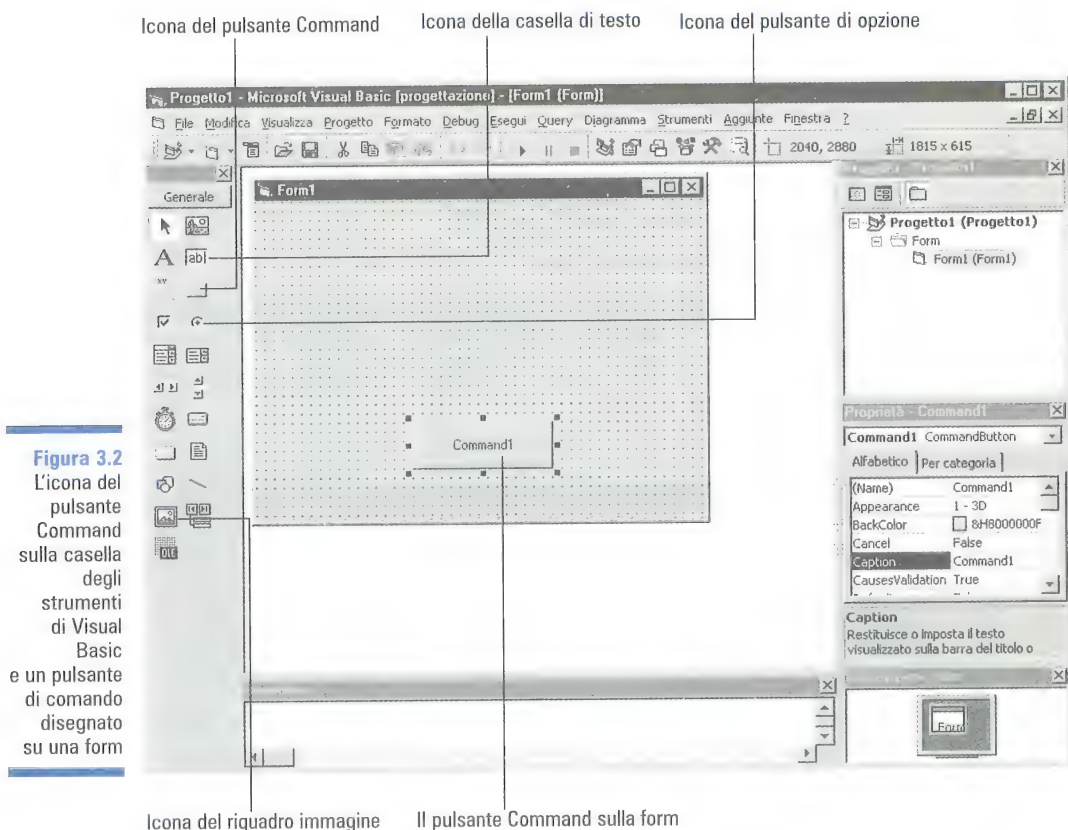 Icona del pulsante Command
Icona della casella di testo
Icona del pulsante di opzione
Progetto1 - Microsoft Visual Basic [progettazione] - [Form1 (Form)]
File Modifica Visualizza Progetto Formato Debug Esegui Query Diagramma Strumenti Aggiunte Finestra ?
2040, 2880
1815 x 615
Generale
A
abl
xv
OLE
Form1
Command1
Progetto1 (Progetto1)
Form
Form1 (Form1)
Proprietà - Command1
Command1 CommandButton
Alfabetico
Per categoria
(Name) Command1
Appearance 1 - 3D
BackColor &H8000000F
Cancel False
Caption Command1
CausesValidation True
Caption
Restituisce o imposta il testo
visualizzato sulla barra del titolo o
Form
Figura 3.2
L'icona del
pulsante
Command
sulla casella
degli
strumenti
di Visual
Basic
e un pulsante
di comando
disegnato
su una form
Icona del riquadro immagine
Il pulsante Command sulla form